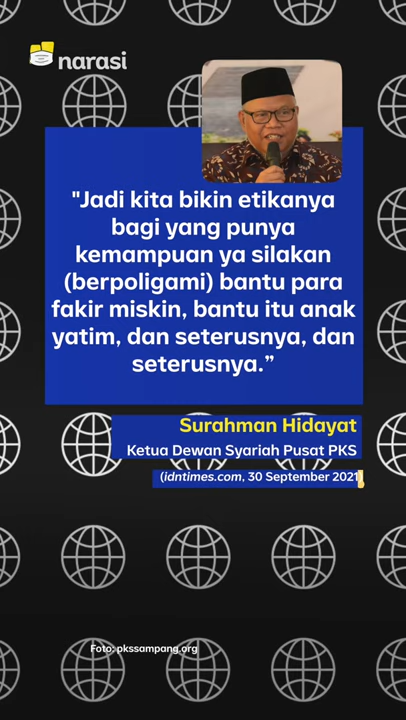 narasi
"Jadi kita bikin etikanya
bagi yang punya
kemampuan ya silakan
(berpoligami) bantu para
fakir miskin, bantu itu anak
yatim, dan seterusnya, dan
seterusnya.”
Surahman Hidayat
Ketua Dewan Syariah Pusat PKS
(idntimes.com, 30 September 2021)
Foto: pkssampang.org